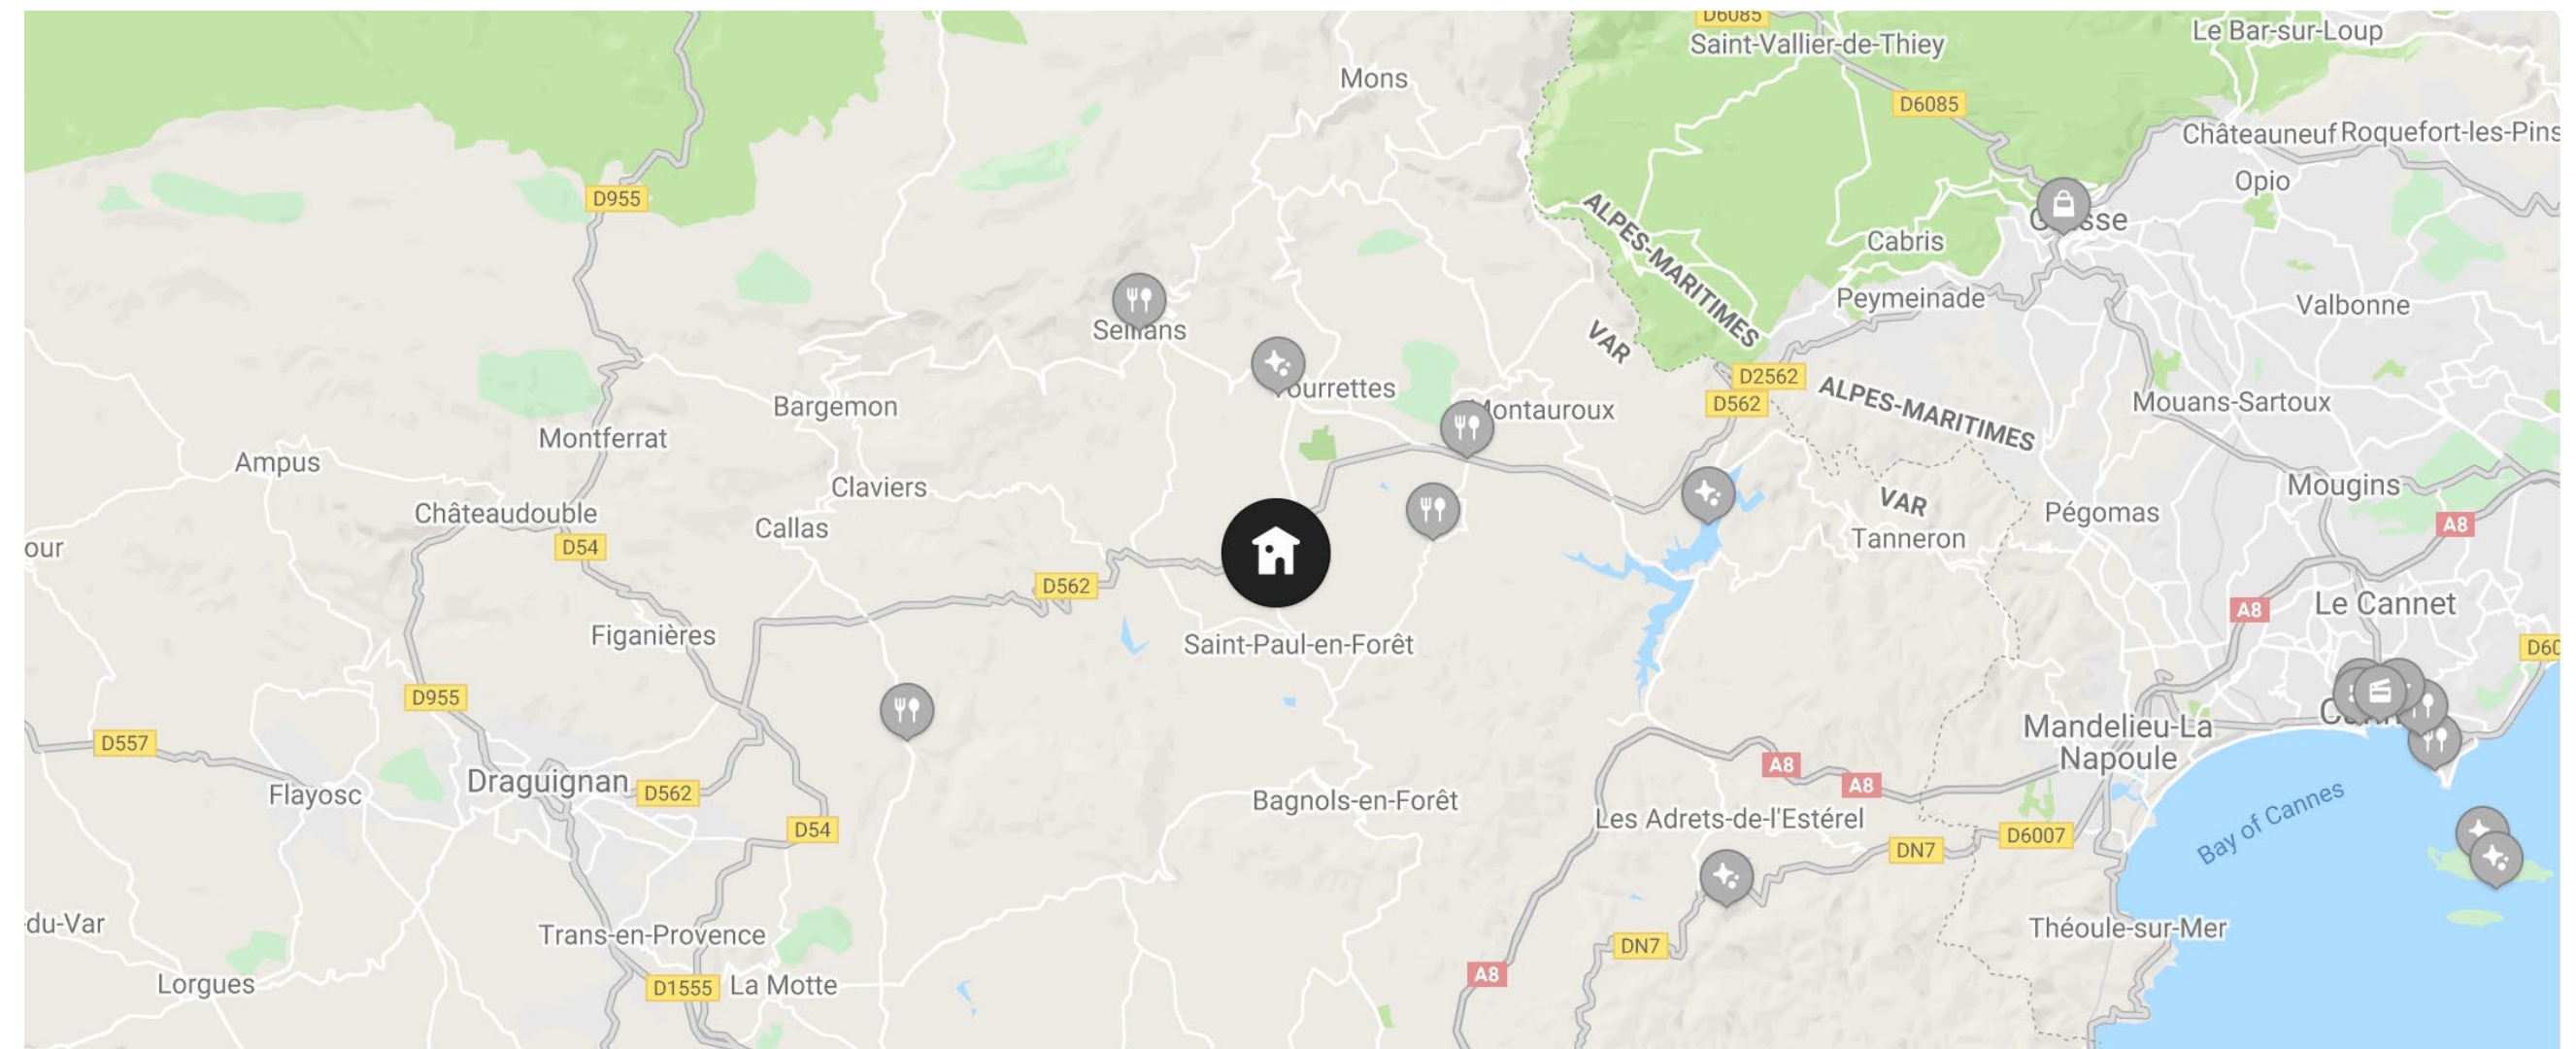 D6085
Le Bar-sur-Loup
Saint-Vallier-de-Thiey
Mons
D6085
Châteauneuf
Roquefort-les-Pins
Opio
D955
ALPES-MARITIMES
Cabris
Peymeinade
Valbonne
Seillans
VAR
D2562
ourrettes
D562
ALPES-MARITIMES
Mouans-Sartoux
Bargemon
Montauroux
Montferrat
Ampus
Claviers
Mougins
VAR
Châteaudouble
Pégomas
Callas
A8
Tanneron
our
D54
D562
Le Cannet
A8
Figanières
Saint-Paul-en-Forêt
D60
D955
Mandelieu-La
Napoule
D557
A8
Draguignan
D562
A8
Flayosc
Bagnols-en-Forêt
Les Adrets-de-l'Estérel
Bay of Cannes
D54
D6007
DN7
-du-Var
Trans-en-Provence
Théoule-sur-Mer
DN7
Lorgues
D1555
La Motte
A8